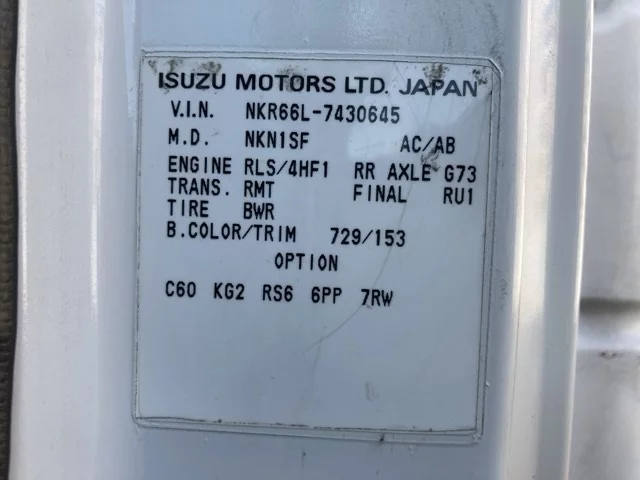 ISUZU MOTORS LTD. JAPAN
V.I.N. NKR66L-7430645
M.D. NKN1SF AC/AB
ENGINE RLS/4HF1 RR AXLE G73
TRANS. RMT FINAL RU1
TIRE BWR
B.COLOR/TRIM 729/153
OPTION
C60 KG2 RS6 6PP 7RW